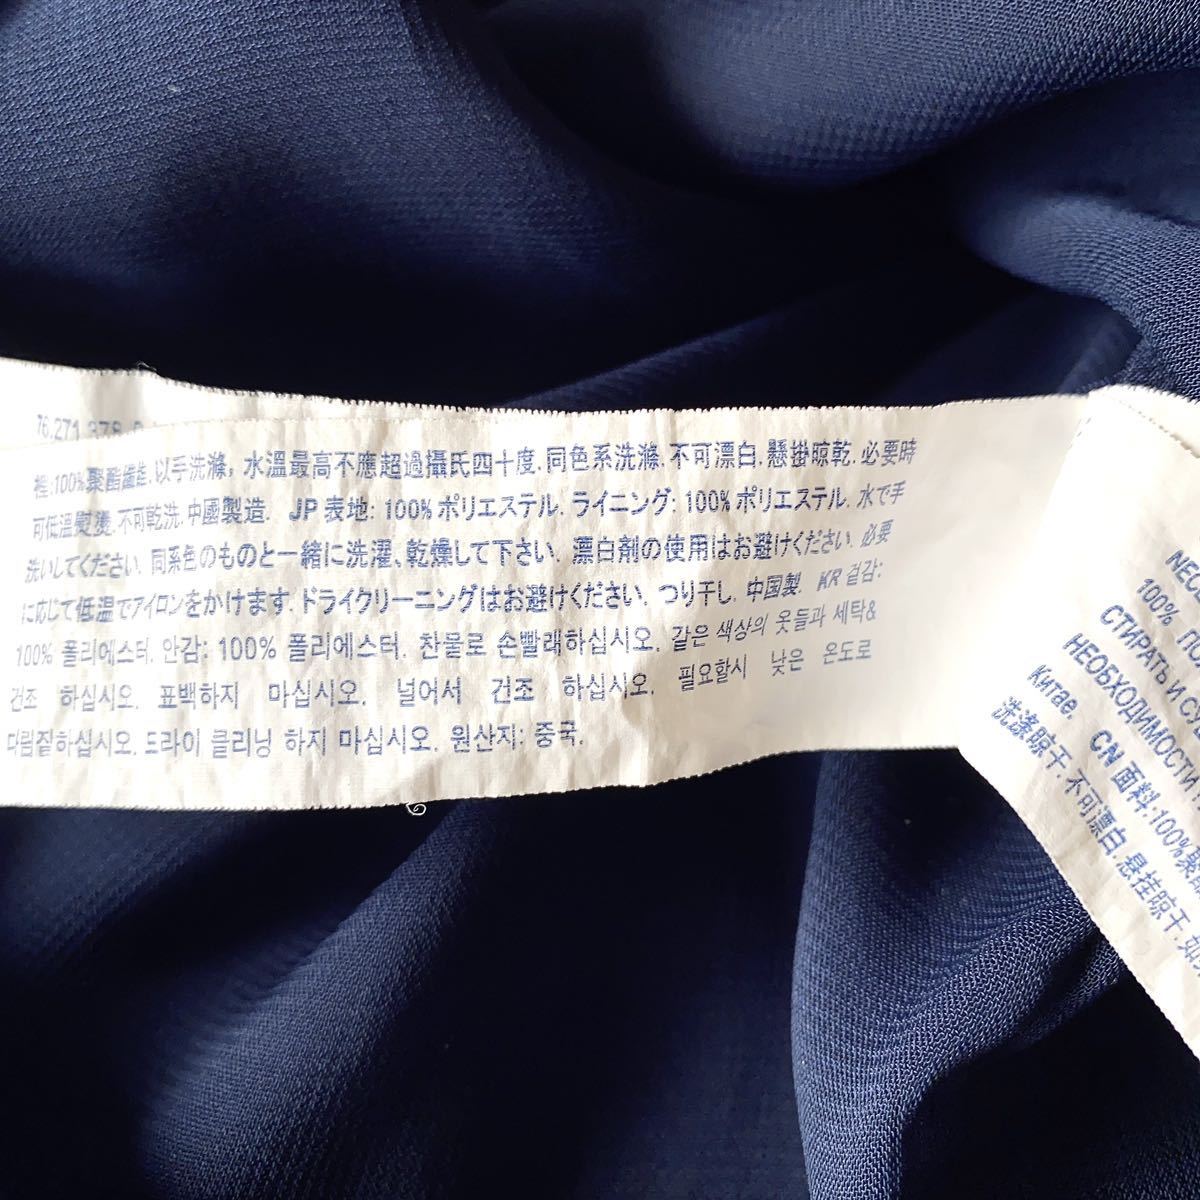 76.271 378
裡:100%聚酯纖維. 以手洗滌, 水溫最高不應超過攝氏四十度. 同色系洗滌. 不可漂白. 懸掛晾乾. 必要時
可低溫熨燙. 不可乾洗. 中國製造. JP 表地: 100% ポリエステル. ライニング: 100% ポリエステル. 水で手
洗いしてください. 同系色のものと一緒に洗濯、乾燥して下さい. 漂白剤の使用はお避けください. 必要
に応じて低温でアイロンをかけます. ドライクリーニングはお避けください. つり干し. 中国製. KR 겉감:
100% 폴리에스터. 안감: 100% 폴리에스터. 찬물로 손빨래하십시오. 같은 색상의 옷들과 세탁&
건조 하십시오. 표백하지 마십시오. 널어서 건조 하십시오. 필요할시 낮은 온도로
다림질하십시오. 드라이 클리닝 하지 마십시오. 원산지: 중국.
100%
СТИРАТЬ И
НЕОБХОДИМОСТИ
Китае. CN 面料:100%聚
洗涤晾干. 不可漂白. 悬挂晾干.